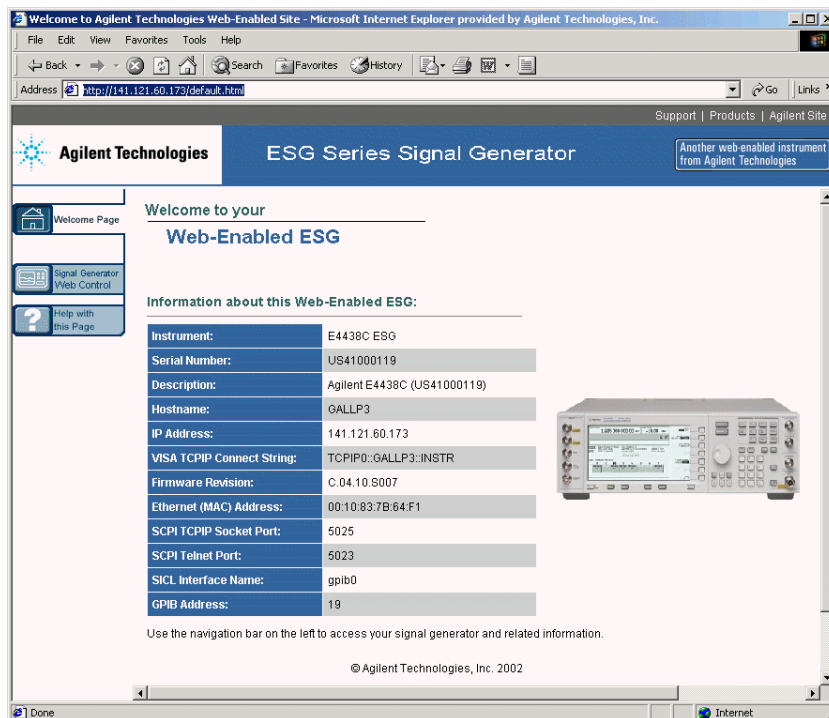 Welcome to Agilent Technologies Web-Enabled Site - Microsoft Internet Explorer provided by Agilent Technologies, Inc.
File Edit View Favorites Tools Help
Back Search Favorites History
Address http://141.121.60.173/default.html Go Links
Support | Products | Agilent Site
Agilent Technologies
ESG Series Signal Generator
Another web-enabled instrument
from Agilent Technologies
Welcome Page
Signal Generator
Web Control
Help with
this Page
Welcome to your
Web-Enabled ESG
Information about this Web-Enabled ESG:
Instrument: E4438C ESG
Serial Number: US41000119
Description: Agilent E4438C (US41000119)
Hostname: GALLP3
IP Address: 141.121.60.173
VISA TCPIP Connect String: TCPIP0::GALLP3::INSTR
Firmware Revision: C.04.10.S007
Ethernet (MAC) Address: 00:10:83:7B:64:F1
SCPI TCPIP Socket Port: 5025
SCPI Telnet Port: 5023
SICL Interface Name: gpib0
GPIB Address: 19
Use the navigation bar on the left to access your signal generator and related information.
© Agilent Technologies, Inc. 2002
Done Internet